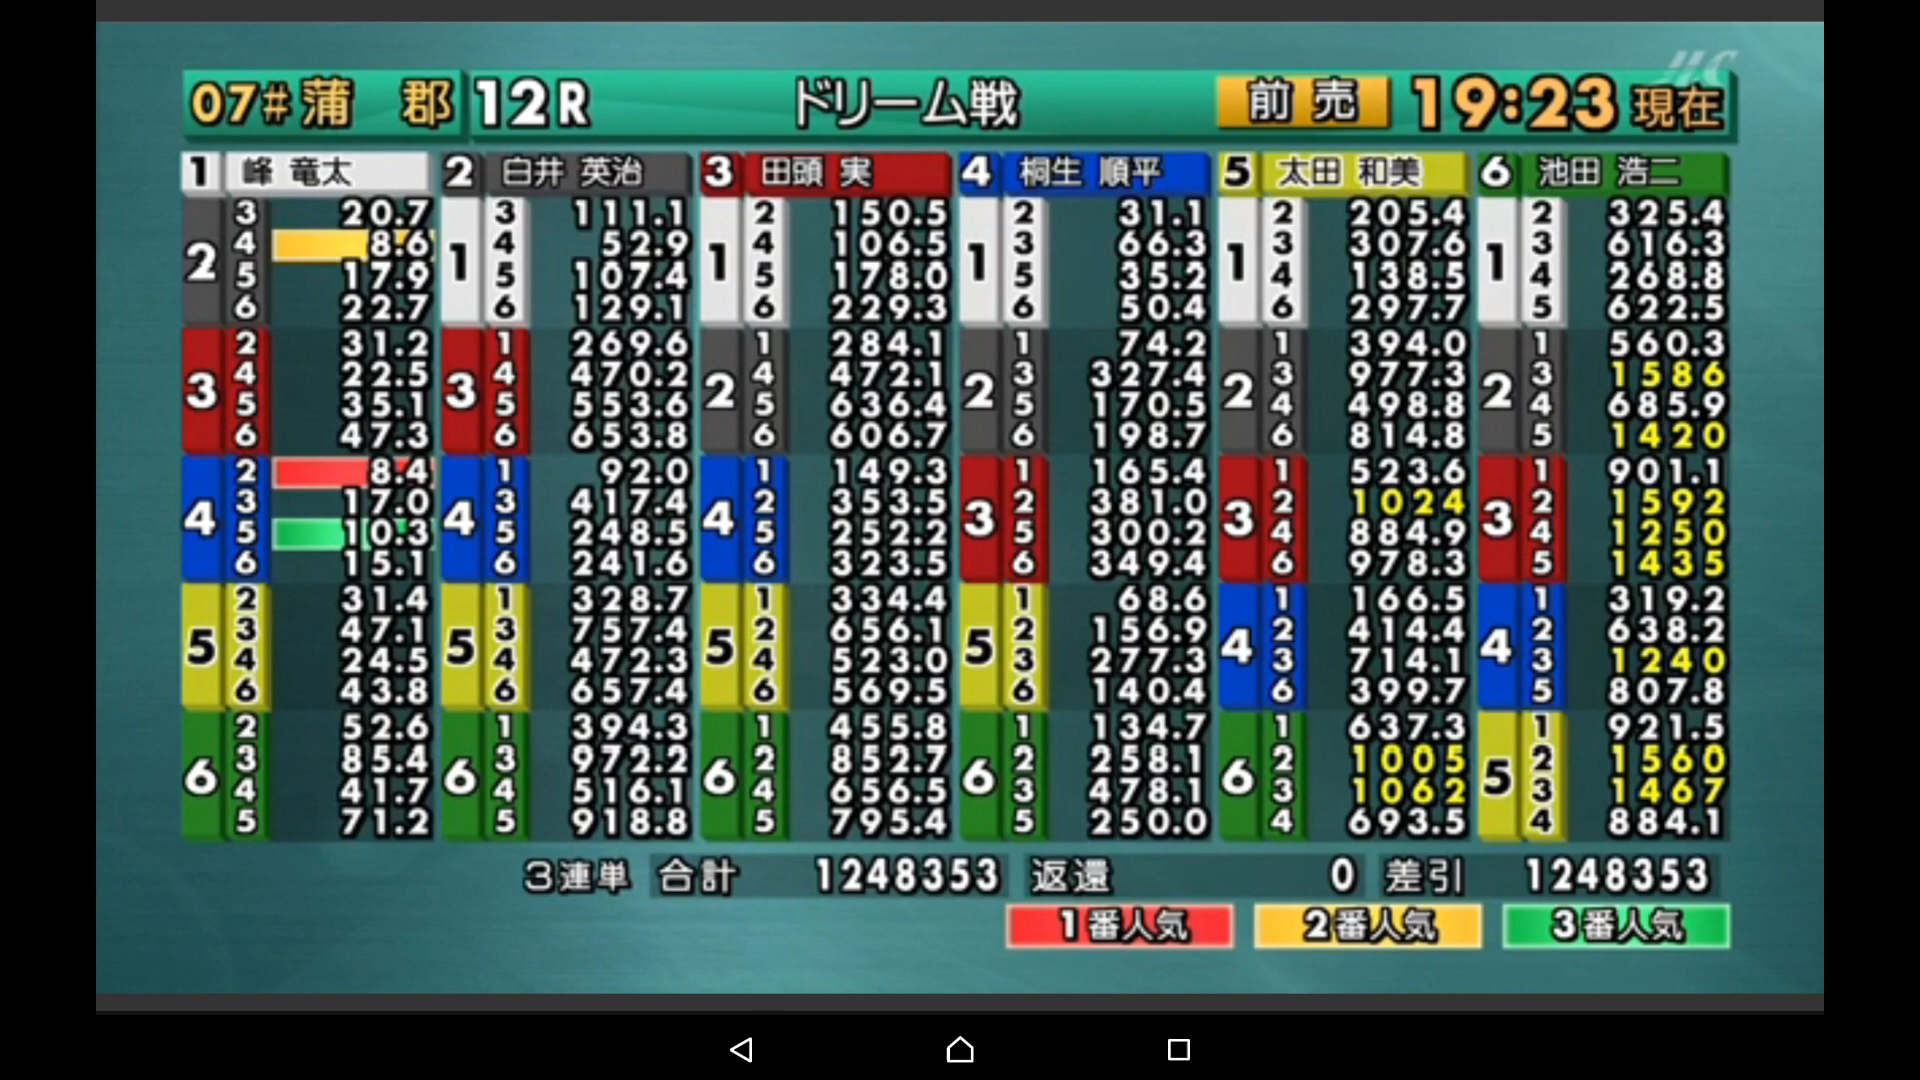 JLC
07# 蒲 郡 12R ドリーム戦 前売 19:23 現在
1 峰 竜太 2 白井 英治 3 田頭 実 4 桐生 順平 5 太田 和美 6 池田 浩二
2 3 20.7 1 3 111.1 1 2 150.5 1 2 31.1 1 2 205.4 1 2 325.4
4 8.6 4 52.9 4 106.5 3 66.3 3 307.6 3 616.3
5 17.9 5 107.4 5 178.0 5 35.2 4 138.5 4 268.8
6 22.7 6 129.1 6 229.3 6 50.4 6 297.7 5 622.5
3 2 31.2 3 1 269.6 2 1 284.1 2 1 74.2 2 1 394.0 2 1 560.3
4 22.5 4 470.2 4 472.1 3 327.4 3 977.3 3 1586
5 35.1 5 553.6 5 636.4 5 170.5 4 498.8 4 685.9
6 47.3 6 653.8 6 606.7 6 198.7 6 814.8 5 1420
4 2 8.4 4 1 92.0 4 1 149.3 3 1 165.4 3 1 523.6 3 1 901.1
3 17.0 3 417.4 2 353.5 2 381.0 2 1024 2 1592
5 10.3 5 248.5 5 252.2 5 300.2 4 884.9 4 1250
6 15.1 6 241.6 6 323.5 6 349.4 6 978.3 5 1435
5 2 31.4 5 1 328.7 5 1 334.4 5 1 68.6 4 1 166.5 4 1 319.2
3 47.1 3 757.4 2 656.1 2 156.9 2 414.4 2 638.2
4 24.5 4 472.3 4 523.0 3 277.3 3 714.1 3 1240
6 43.8 6 657.4 6 569.5 6 140.4 6 399.7 5 807.8
6 2 52.6 6 1 394.3 6 1 455.8 6 1 134.7 6 1 637.3 5 1 921.5
3 85.4 3 972.2 2 852.7 2 258.1 2 1005 2 1560
4 41.7 4 516.1 4 656.5 3 478.1 3 1062 3 1467
5 71.2 5 918.8 5 795.4 5 250.0 4 693.5 4 884.1
3連単 合計 1248353 返還 0 差引 1248353
1番人気 2番人気 3番人気